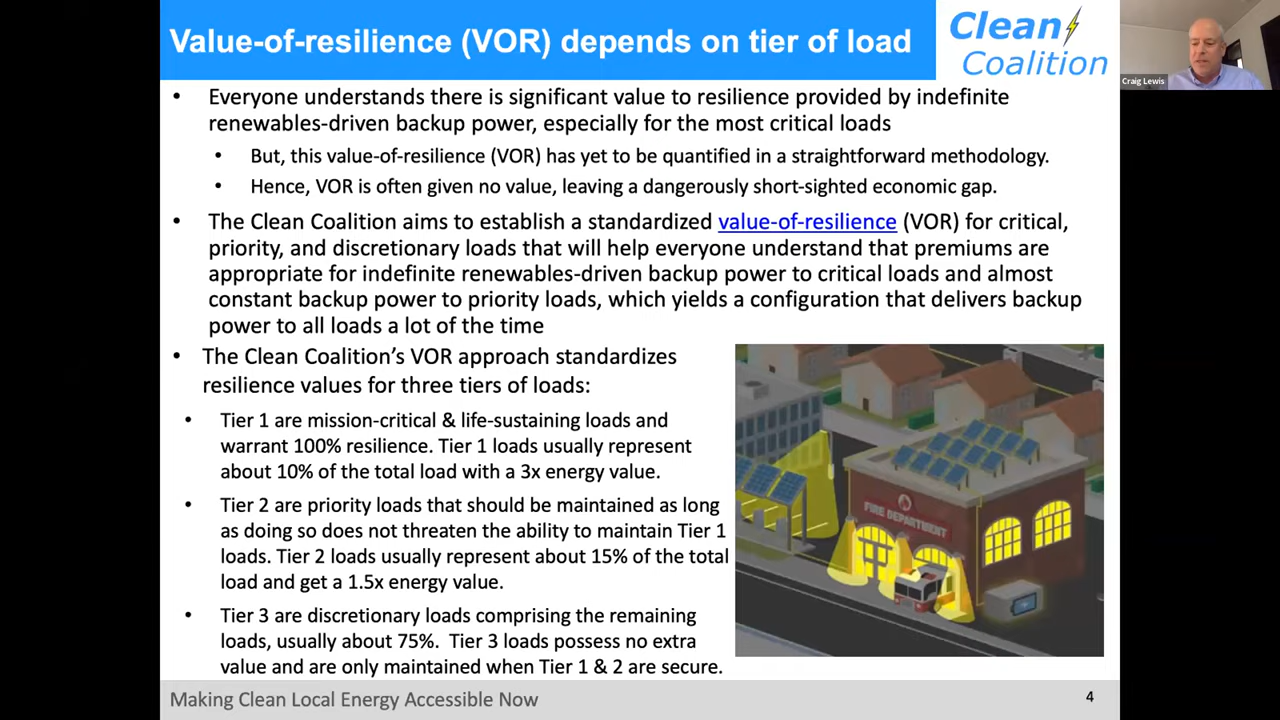 Value-of-resilience (VOR) depends on tier of load
Clean
Coalition
Craig Lewis
• Everyone understands there is significant value to resilience provided by indefinite
renewables-driven backup power, especially for the most critical loads
• But, this value-of-resilience (VOR) has yet to be quantified in a straightforward methodology.
• Hence, VOR is often given no value, leaving a dangerously short-sighted economic gap.
• The Clean Coalition aims to establish a standardized value-of-resilience (VOR) for critical,
priority, and discretionary loads that will help everyone understand that premiums are
appropriate for indefinite renewables-driven backup power to critical loads and almost
constant backup power to priority loads, which yields a configuration that delivers backup
power to all loads a lot of the time
• The Clean Coalition’s VOR approach standardizes
resilience values for three tiers of loads:
• Tier 1 are mission-critical & life-sustaining loads and
warrant 100% resilience. Tier 1 loads usually represent
about 10% of the total load with a 3x energy value.
• Tier 2 are priority loads that should be maintained as long
as doing so does not threaten the ability to maintain Tier 1
loads. Tier 2 loads usually represent about 15% of the total
load and get a 1.5x energy value.
• Tier 3 are discretionary loads comprising the remaining
loads, usually about 75%. Tier 3 loads possess no extra
value and are only maintained when Tier 1 & 2 are secure.
FIRE DEPARTMENT
Making Clean Local Energy Accessible Now
4